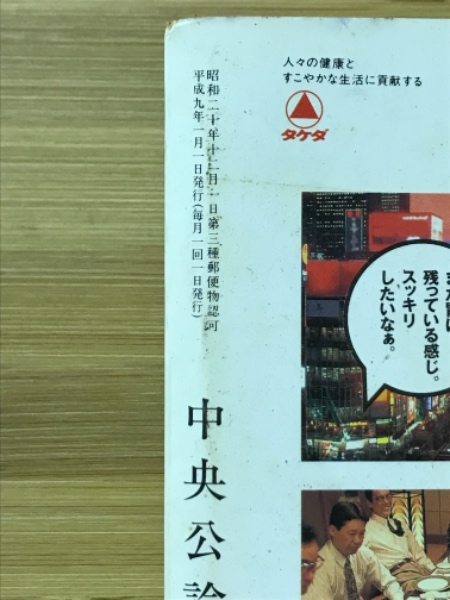 人々の健康と
すこやかな生活に貢献する
タケダ
昭和二十年十二月一日第三種郵便物認可
平成九年一月一日発行(毎月一回一日発行)
残っている感じ。
スッキリ
したいなぁ。
中央公論